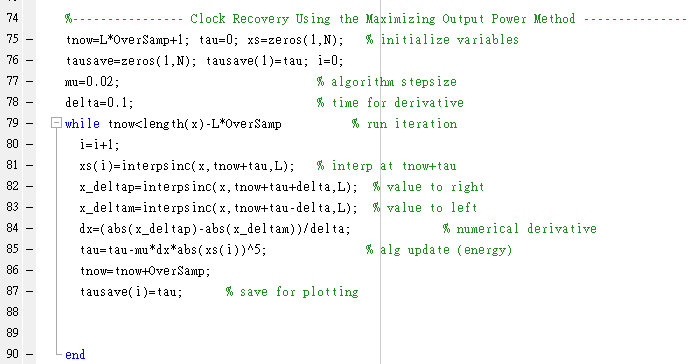 74 %--------------- Clock Recovery Using the Maximizing Output Power Method --------------
75 tnow=L*OverSamp+1; tau=0; xs=zeros(1,N); % initialize variables
76 tausave=zeros(1,N); tausave(1)=tau; i=0;
77 mu=0.02; % algorithm stepsize
78 delta=0.1; % time for derivative
79 while tnow<length(x)-L*OverSamp % run iteration
80 i=i+1;
81 xs(i)=interpsinc(x,tnow+tau,L); % interp at tnow+tau
82 x_deltap=interpsinc(x,tnow+tau+delta,L); % value to right
83 x_deltam=interpsinc(x,tnow+tau-delta,L); % value to left
84 dx=(abs(x_deltap)-abs(x_deltam))/delta; % numerical derivative
85 tau=tau-mu*dx*abs(xs(i))^5; % alg update (energy)
86 tnow=tnow+OverSamp;
87 tausave(i)=tau; % save for plotting
88
89
90 end